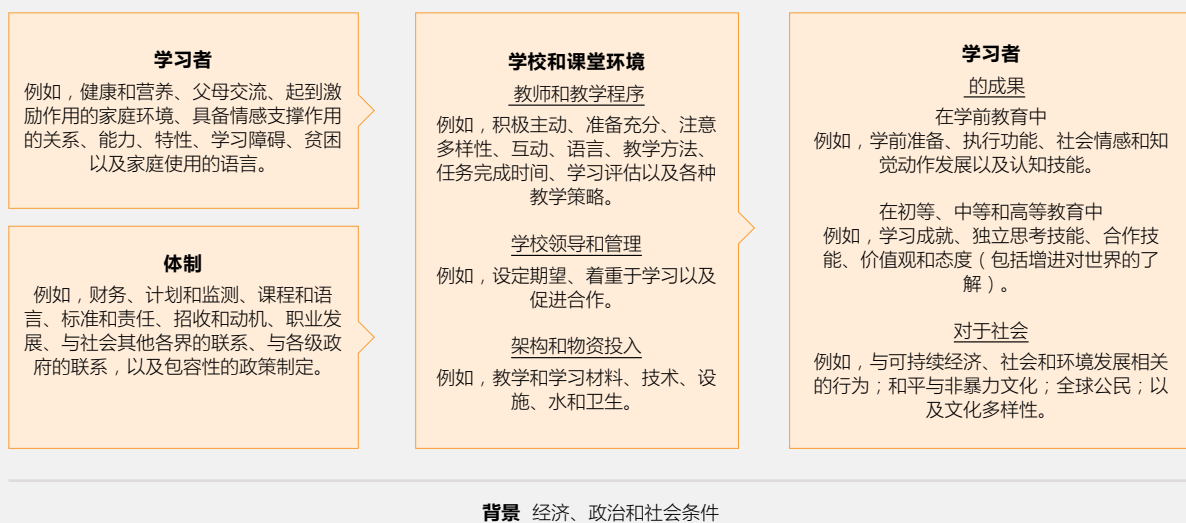 学习者
例如，健康和营养、父母交流、起到激
励作用的家庭环境、具备情感支撑作用
的关系、能力、特性、学习障碍、贫困
以及家庭使用的语言。
体制
例如，财务、计划和监测、课程和语
言、标准和责任、招收和动机、职业发
展、与社会其他各界的联系、与各级政
府的联系，以及包容性的政策制定。
学校和课堂环境
教师和教学程序
例如，积极主动、准备充分、注意
多样性、互动、语言、教学方法、
任务完成时间、学习评估以及各种
教学策略。
学校领导和管理
例如，设定期望、着重于学习以及
促进合作。
架构和物资投入
例如，教学和学习材料、技术、设
施、水和卫生。
学习者
的成果
在学前教育中
例如，学前准备、执行功能、社会情感和知
觉动作发展以及认知技能。
在初等、中等和高等教育中
例如，学习成就、独立思考技能、合作技
能、价值观和态度（包括增进对世界的了
解）。
对于社会
例如，与可持续经济、社会和环境发展相关
的行为；和平与非暴力文化；全球公民；以
及文化多样性。
背景 经济、政治和社会条件